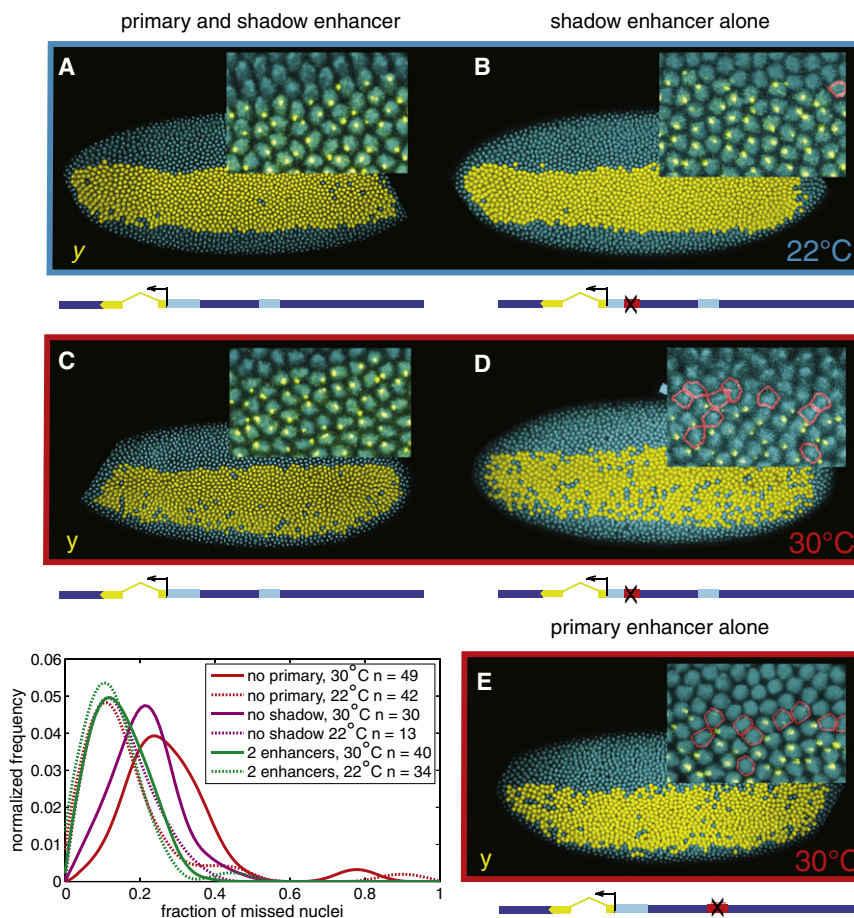 primary and shadow enhancer
shadow enhancer alone
A
B
y
22°C
C
D
y
30°C
primary enhancer alone
0.06
0.05
0.04
0.03
0.02
0.01
0
normalized frequency
no primary, 30°C n = 49
no primary, 22°C n = 42
no shadow, 30°C n = 30
no shadow 22°C n = 13
2 enhancers, 30°C n = 40
2 enhancers, 22°C n = 34
0 0.2 0.4 0.6 0.8 1
fraction of missed nuclei
E
y
30°C